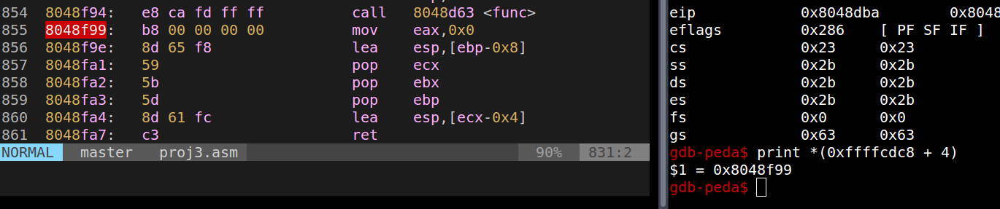 854 8048f94: e8 ca fd ff ff call 8048d63 <func>
855 8048f99: b8 00 00 00 00 mov eax,0x0
856 8048f9e: 8d 65 f8 lea esp,[ebp-0x8]
857 8048fa1: 59 pop ecx
858 8048fa2: 5b pop ebx
859 8048fa3: 5d pop ebp
860 8048fa4: 8d 61 fc lea esp,[ecx-0x4]
861 8048fa7: c3 ret
NORMAL master proj3.asm 90% 831:2
eip 0x8048dba 0x8048
eflags 0x286 [ PF SF IF ]
cs 0x23 0x23
ss 0x2b 0x2b
ds 0x2b 0x2b
es 0x2b 0x2b
fs 0x0 0x0
gs 0x63 0x63
gdb-peda$ print *(0xffffcdc8 + 4)
$1 = 0x8048f99
gdb-peda$